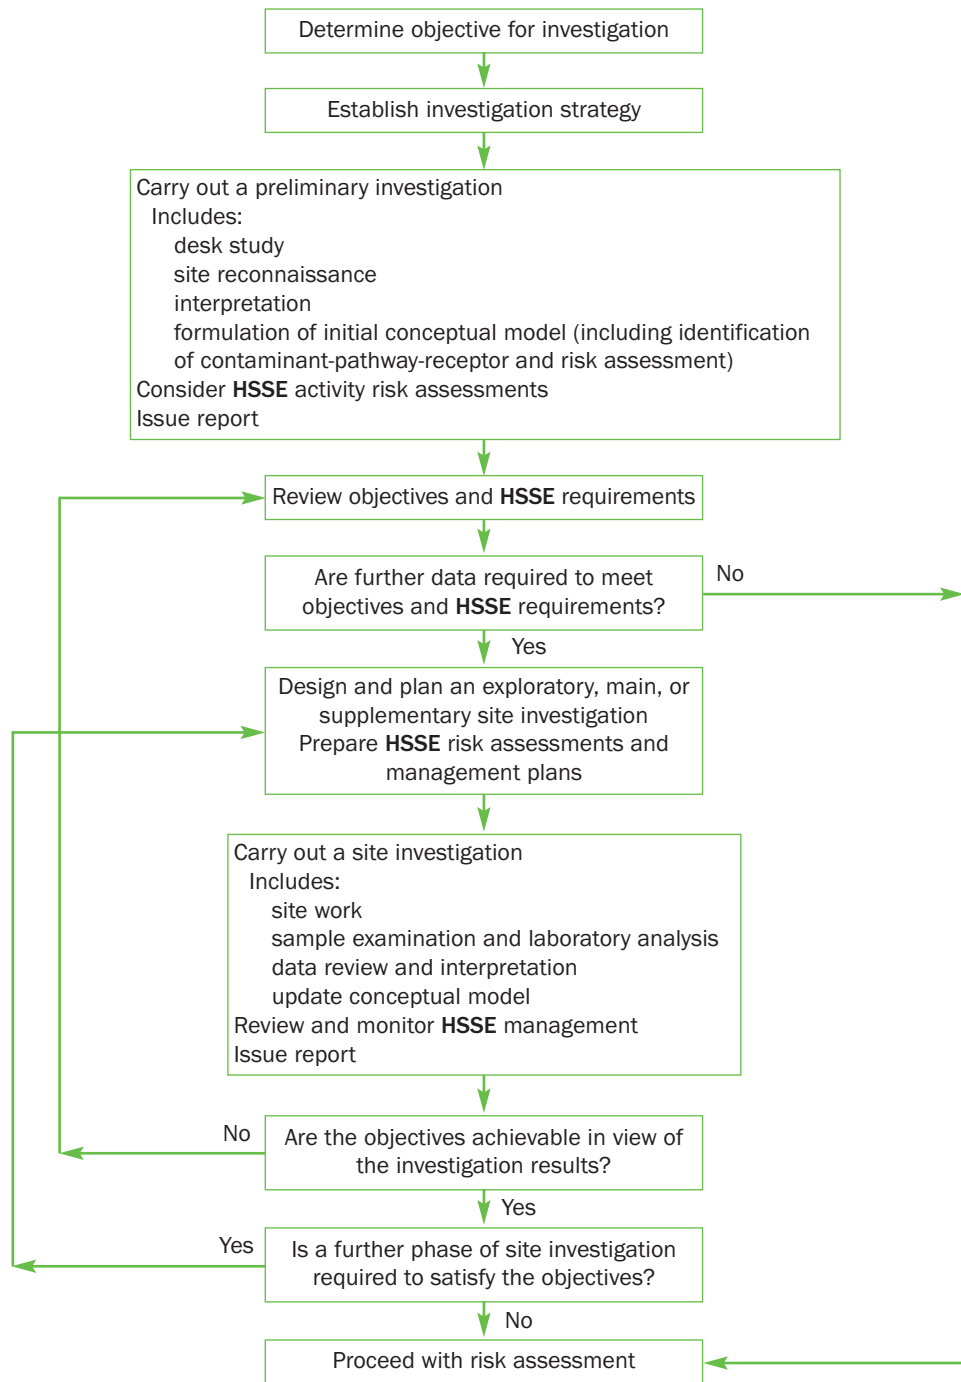 Determine objective for investigation
Establish investigation strategy
Carry out a preliminary investigation
Includes:
desk study
site reconnaissance
interpretation
formulation of initial conceptual model (including identification
of contaminant-pathway-receptor and risk assessment)
Consider HSSE activity risk assessments
Issue report
Review objectives and HSSE requirements
Are further data required to meet
objectives and HSSE requirements?
No
Yes
Design and plan an exploratory, main, or
supplementary site investigation
Prepare HSSE risk assessments and
management plans
Carry out a site investigation
Includes:
site work
sample examination and laboratory analysis
data review and interpretation
update conceptual model
Review and monitor HSSE management
Issue report
No
Are the objectives achievable in view of
the investigation results?
Yes
Yes
Is a further phase of site investigation
required to satisfy the objectives?
No
Proceed with risk assessment